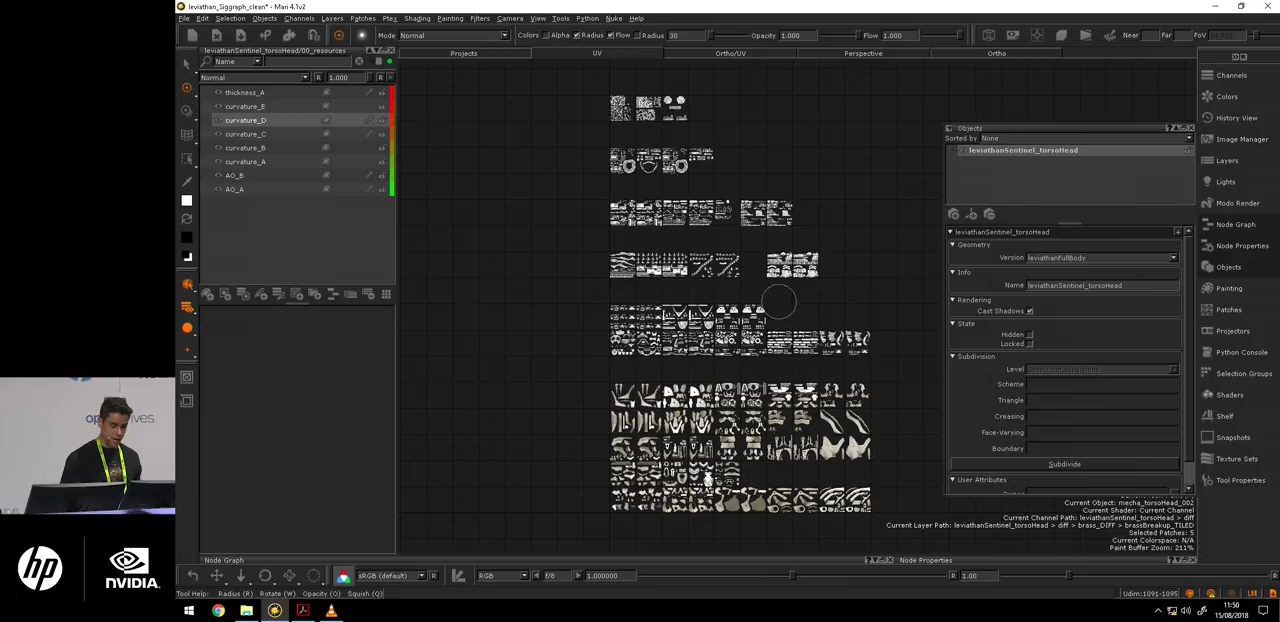 leviathan_Siggraph_clean* - Mari 4.1v2
File Edit Selection Objects Channels Layers Patches Ptex Shading Painting Filters Camera View Tools Python Nuke Help
Mode Normal Colors Alpha Radius Flow Radius 30 Opacity 1.000 Flow 1.000 Near Far FoV
leviathanSentinel_torsoHead/00_resources
Name
Normal R 1.000 R
thickness_A
curvature_E
curvature_D
curvature_C
curvature_B
curvature_A
AO_B
AO_A
Projects UV Ortho/UV Perspective Ortho
Objects
Sorted by None
leviathanSentinel_torsoHead
leviathanSentinel_torsoHead
Geometry
Version leviathanFullBody
Info
Name leviathanSentinel_torsoHead
Rendering
Cast Shadows
State
Hidden
Locked
Subdivision
Level
Scheme
Triangle
Creasing
Face-Varying
Boundary
Subdivide
User Attributes
Current Object: mecha_torsoHead_002
Current Shader: Current Channel
Current Channel Path: leviathanSentinel_torsoHead > diff
Current Layer Path: leviathanSentinel_torsoHead > diff > brass_DIFF > brassBreakup_TILED
Selected Patches: 5
Current Colorspace: N/A
Paint Buffer Zoom: 211%
Channels
Colors
History View
Image Manager
Layers
Lights
Modo Render
Node Graph
Node Properties
Objects
Painting
Patches
Projectors
Python Console
Selection Groups
Shaders
Shelf
Snapshots
Texture Sets
Tool Properties
Node Graph
Node Properties
sRGB (default) R RGB f/8 1.000000 R 1.00 R
Tool Help: Radius (R) Rotate (W) Opacity (O) Squish (Q)
Udim:1091-1095
11:50
15/08/2018
hp
NVIDIA.